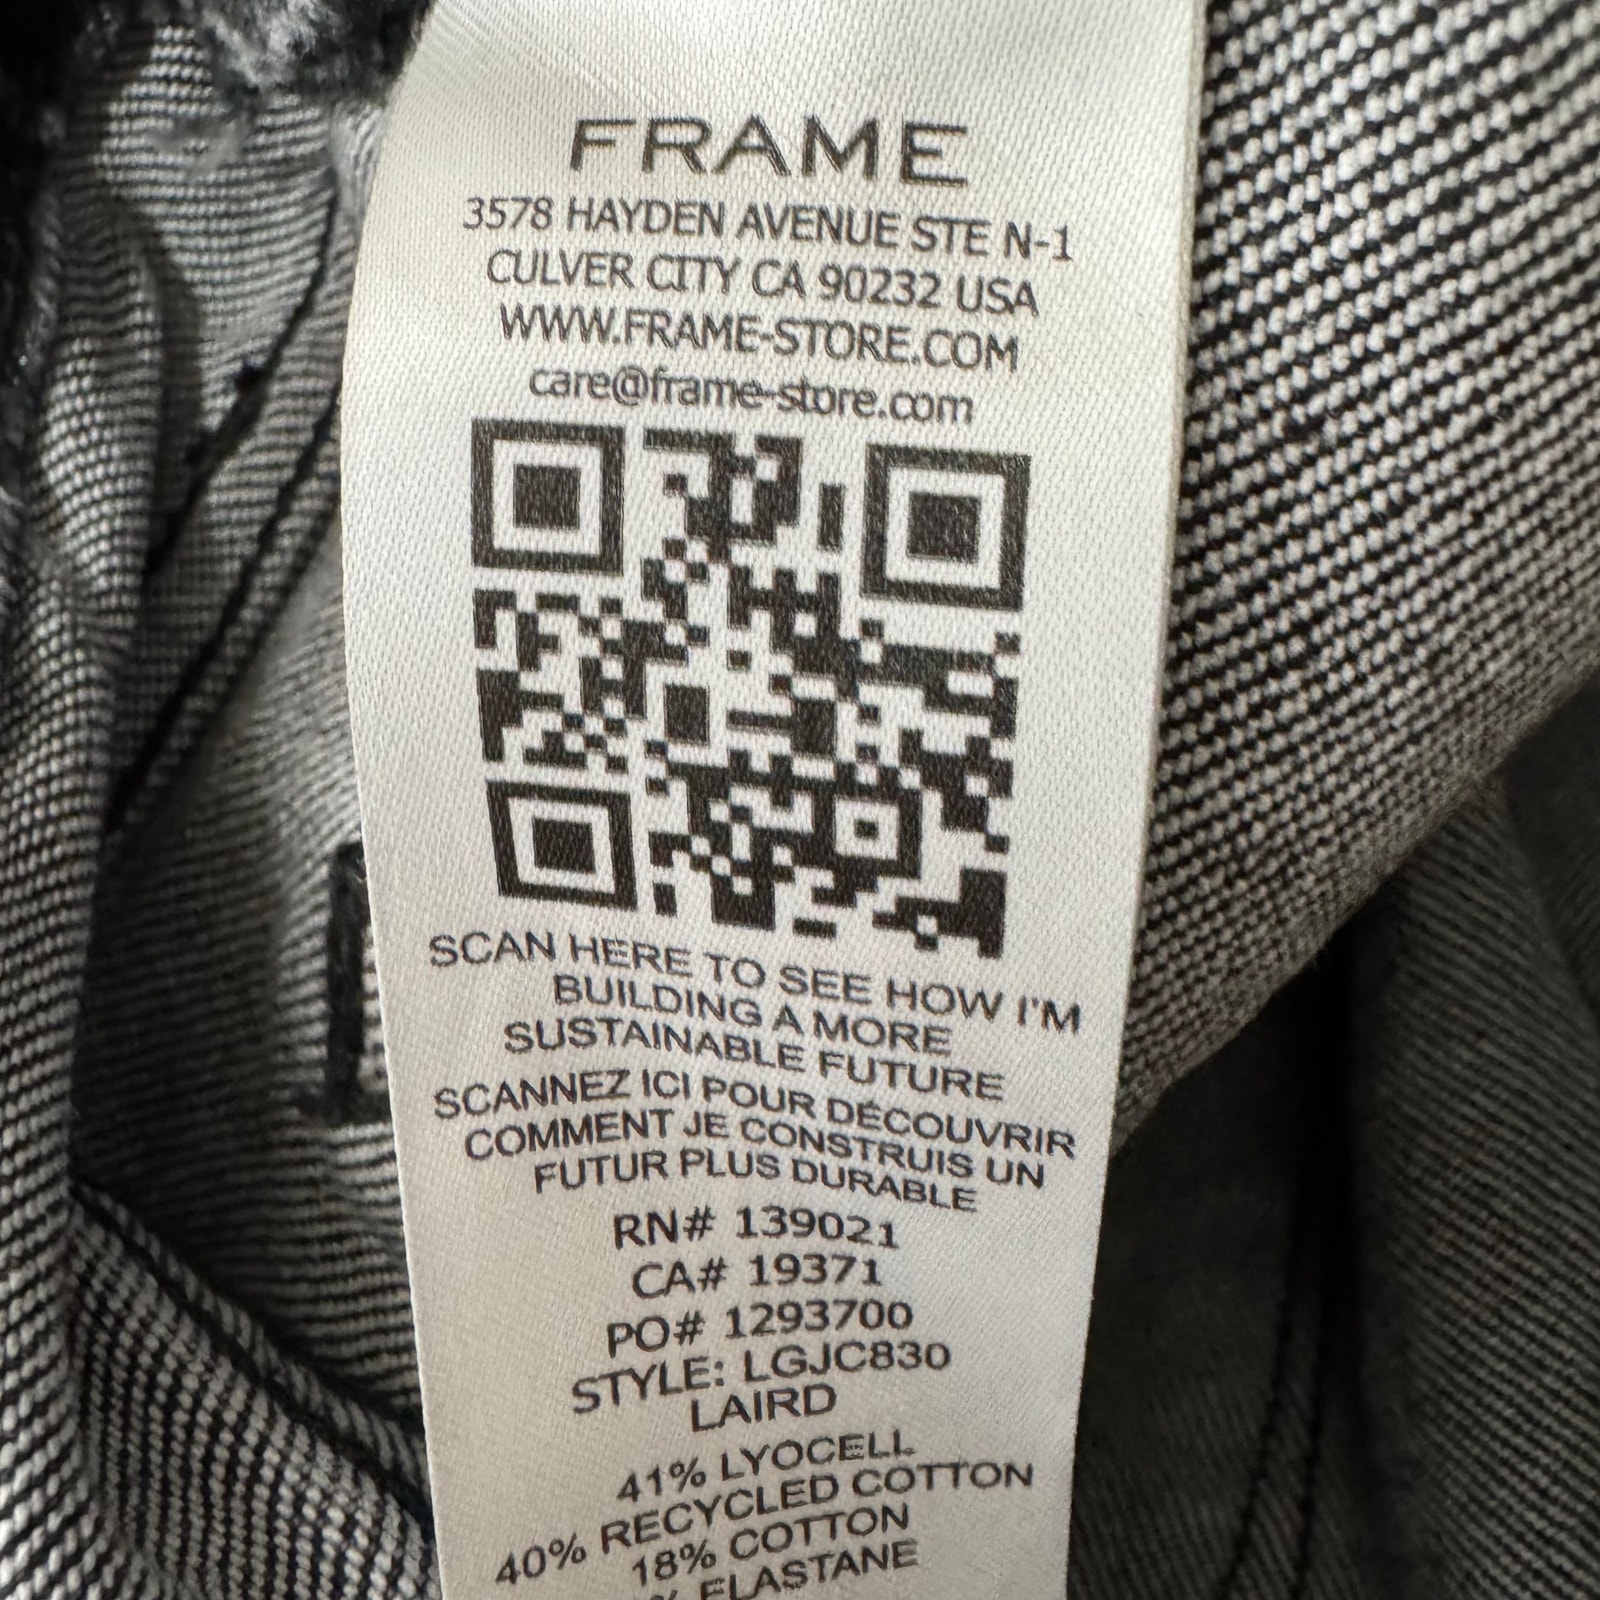 FRAME
3578 HAYDEN AVENUE STE N-1
CULVER CITY CA 90232 USA
WWW.FRAME-STORE.COM
care@frame-store.com
SCAN HERE TO SEE HOW I'M
BUILDING A MORE
SUSTAINABLE FUTURE
SCANNEZ ICI POUR DÉCOUVRIR
COMMENT JE CONSTRUIS UN
FUTUR PLUS DURABLE
RN# 139021
CA# 19371
PO# 1293700
STYLE: LGJC830
LAIRD
41% LYOCELL
40% RECYCLED COTTON
18% COTTON
% ELASTANE